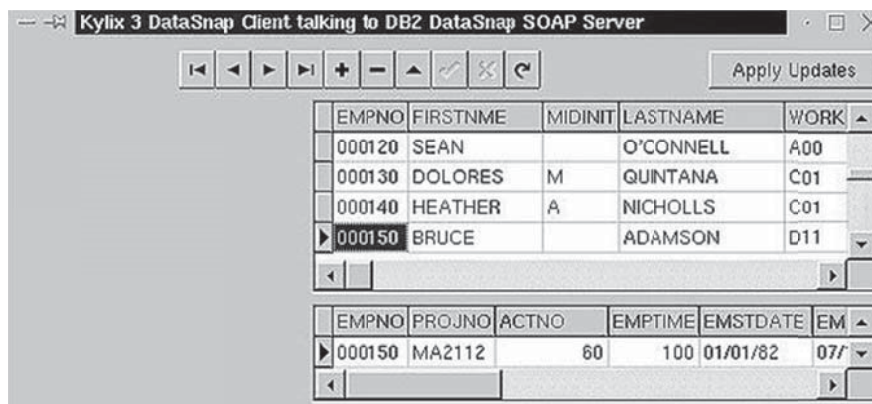 Kylix 3 DataSnap Client talking to DB2 DataSnap SOAP Server
Apply Updates
EMPNO FIRSTNME MIDINIT LASTNAME WORK
000120 SEAN O'CONNELL A00
000130 DOLORES M QUINTANA C01
000140 HEATHER A NICHOLLS C01
000150 BRUCE ADAMSON D11
EMPNO PROJNO ACTNO EMPTIME EMSTDATE EM
000150 MA2112 60 100 01/01/82 07/